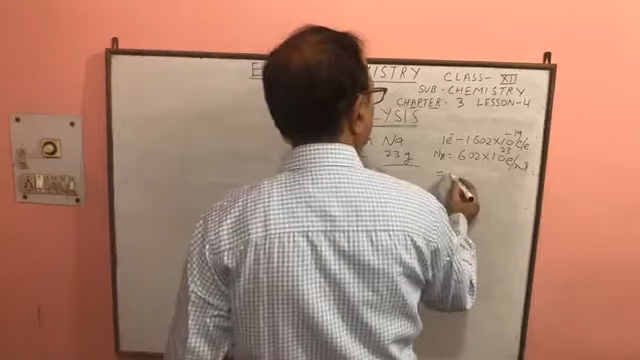 E MISTRY CLASS - XII
SUB - CHEMISTRY
CHAPTER - 3 LESSON - 4
YSIS
Na
23 g
1e⁻ - 1.602×10⁻¹⁹ C/e
NA = 6.02×10²³ e/
=